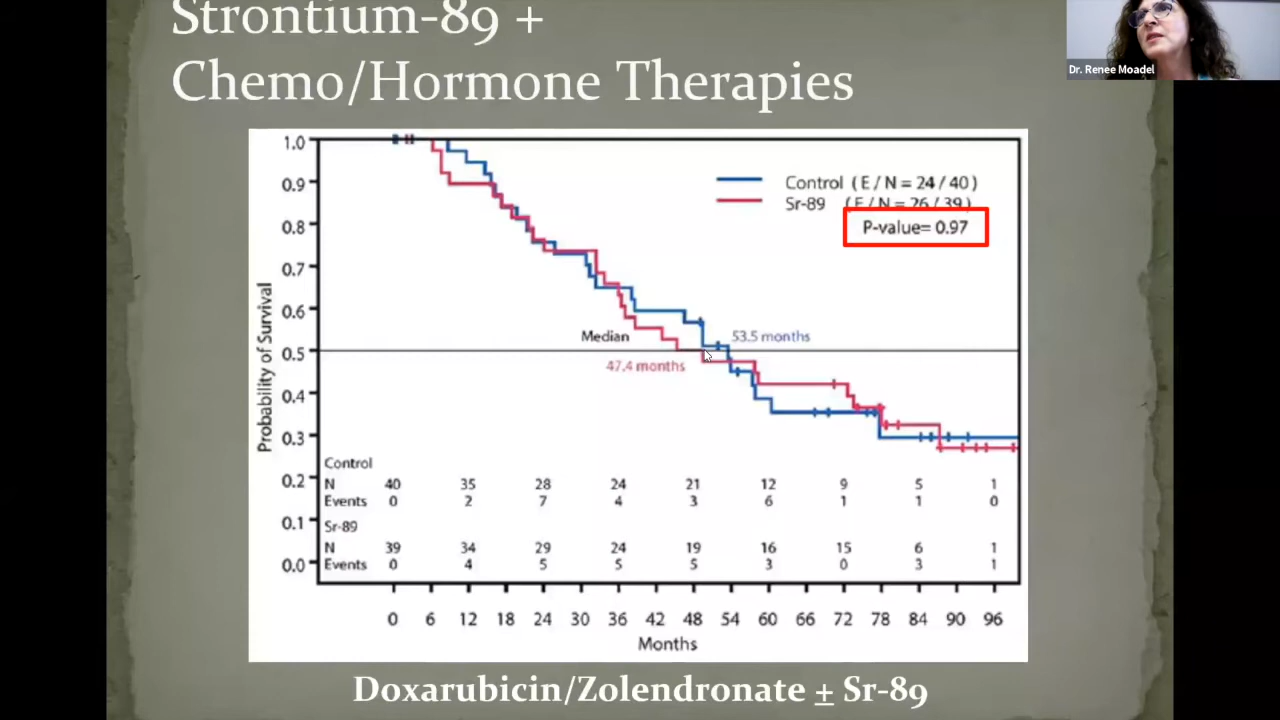 Strontium-89 +
Chemo/Hormone Therapies
Dr. Renee Moadel
Control ( E / N = 24 / 40 )
Sr-89 ( E / N = 26 / 39 )
P-value= 0.97
Probability of Survival
1.0
0.9
0.8
0.7
0.6
0.5
0.4
0.3
0.2
0.1
0.0
Median
53.5 months
47.4 months
Control
N 40 35 28 24 21 12 9 5 1
Events 0 2 7 4 3 6 1 1 0
Sr-89
N 39 34 29 24 19 16 15 6 1
Events 0 4 5 5 5 3 0 3 1
0 6 12 18 24 30 36 42 48 54 60 66 72 78 84 90 96
Months
Doxarubicin/Zolendronate ± Sr-89